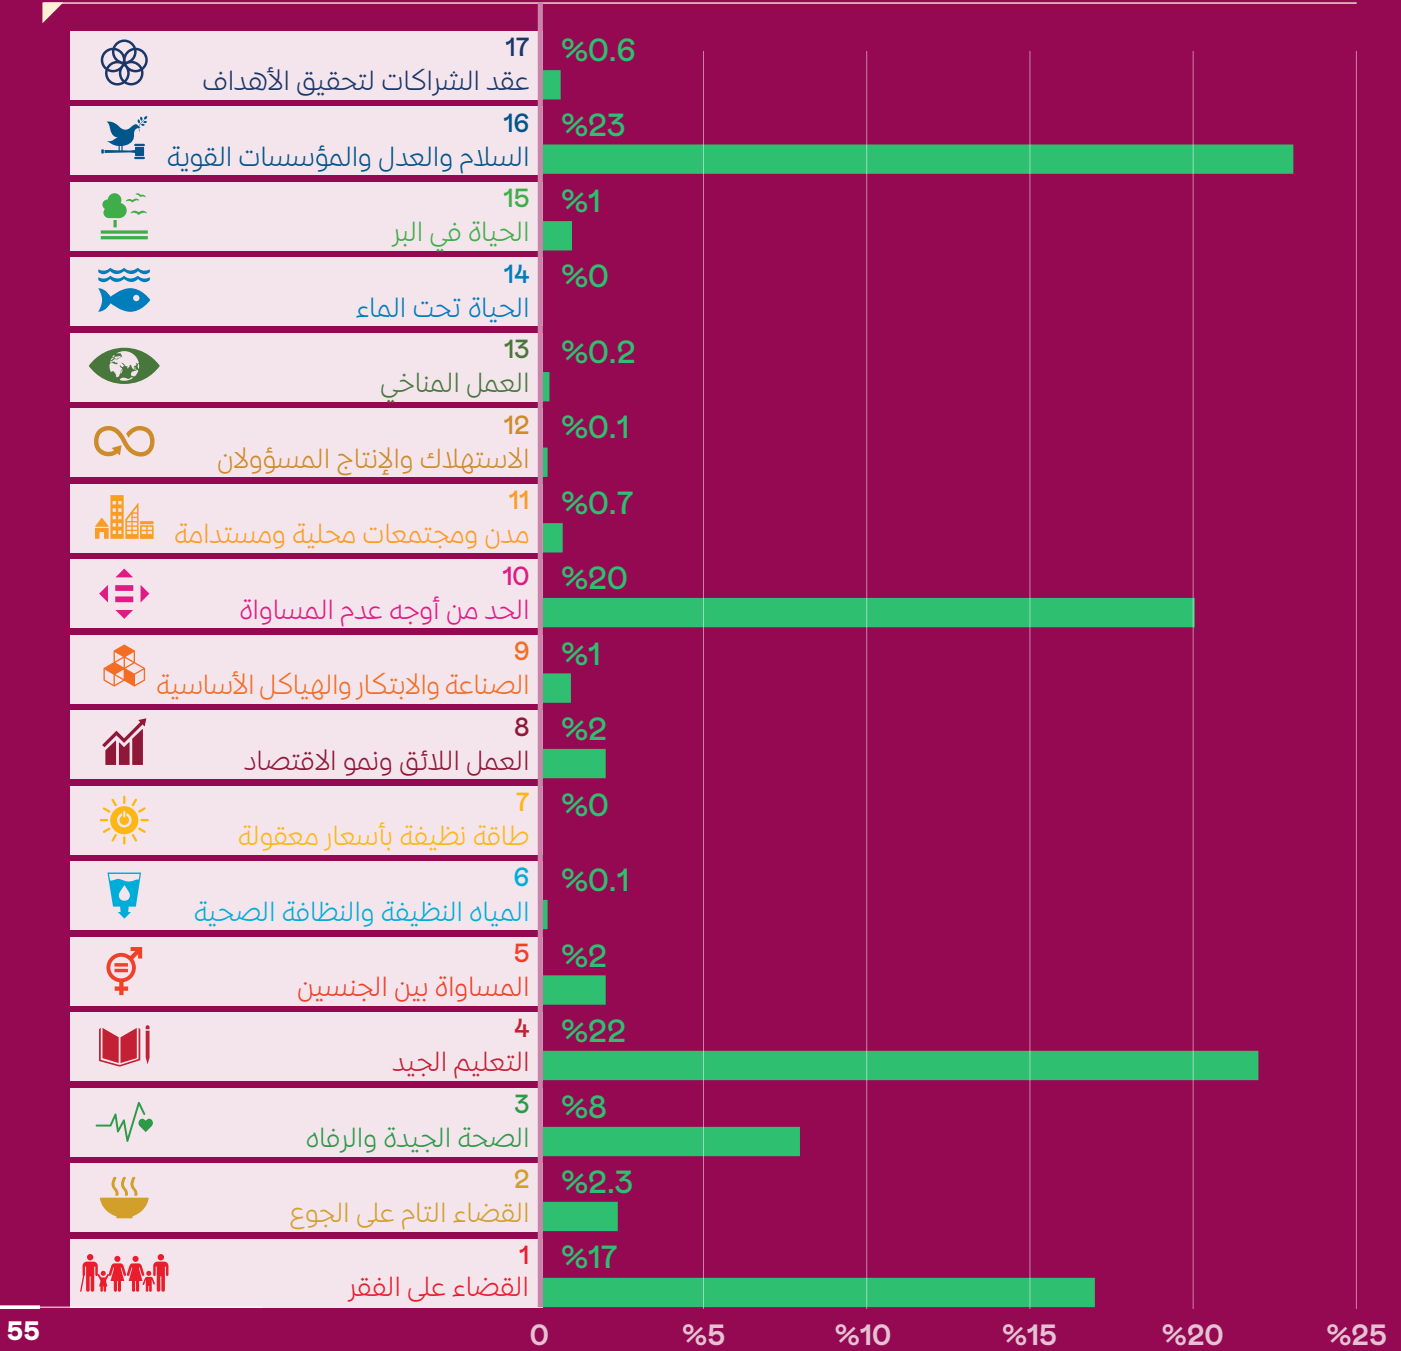 17
عقد الشراكات لتحقيق الأهداف
%0.6
16
السلام والعدل والمؤسسات القوية
%23
15
الحياة في البر
%1
14
الحياة تحت الماء
%0
13
العمل المناخي
%0.2
12
الاستهلاك والإنتاج المسؤولان
%0.1
11
مدن ومجتمعات محلية ومستدامة
%0.7
10
الحد من أوجه عدم المساواة
%20
9
الصناعة والابتكار والهياكل الأساسية
%1
8
العمل اللائق ونمو الاقتصاد
%2
7
طاقة نظيفة بأسعار معقولة
%0
6
المياه النظيفة والنظافة الصحية
%0.1
5
المساواة بين الجنسين
%2
4
التعليم الجيد
%22
3
الصحة الجيدة والرفاه
%8
2
القضاء التام على الجوع
%2.3
1
القضاء على الفقر
%17
0 %5 %10 %15 %20 %25
55